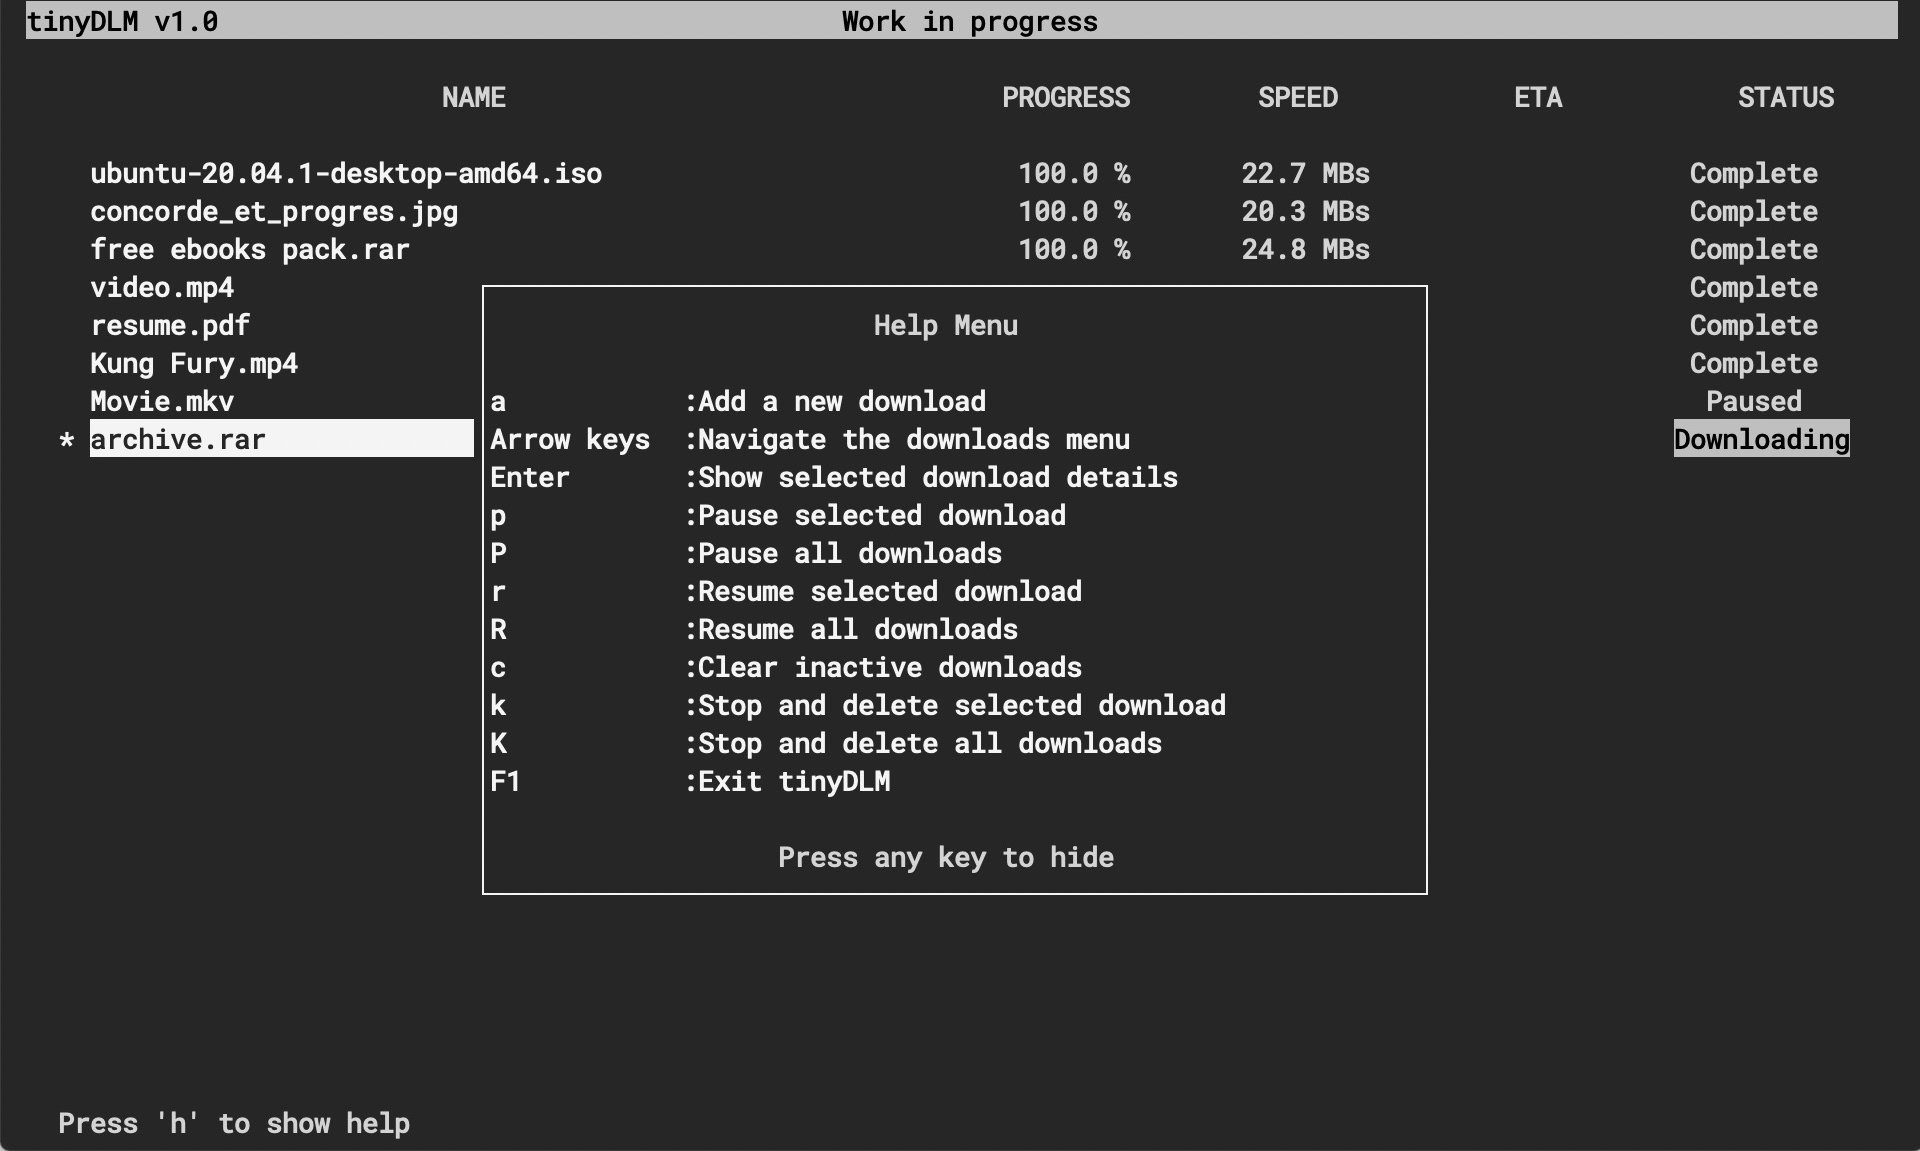 tinyDLM v1.0 Work in progress
NAME PROGRESS SPEED ETA STATUS
ubuntu-20.04.1-desktop-amd64.iso 100.0 % 22.7 MBs Complete
concorde_et_progres.jpg 100.0 % 20.3 MBs Complete
free ebooks pack.rar 100.0 % 24.8 MBs Complete
video.mp4 Complete
resume.pdf Help Menu Complete
Kung Fury.mp4 Complete
Movie.mkv a :Add a new download Paused
* archive.rar Arrow keys :Navigate the downloads menu Downloading
Enter :Show selected download details
p :Pause selected download
P :Pause all downloads
r :Resume selected download
R :Resume all downloads
c :Clear inactive downloads
k :Stop and delete selected download
K :Stop and delete all downloads
F1 :Exit tinyDLM
Press any key to hide
Press 'h' to show help